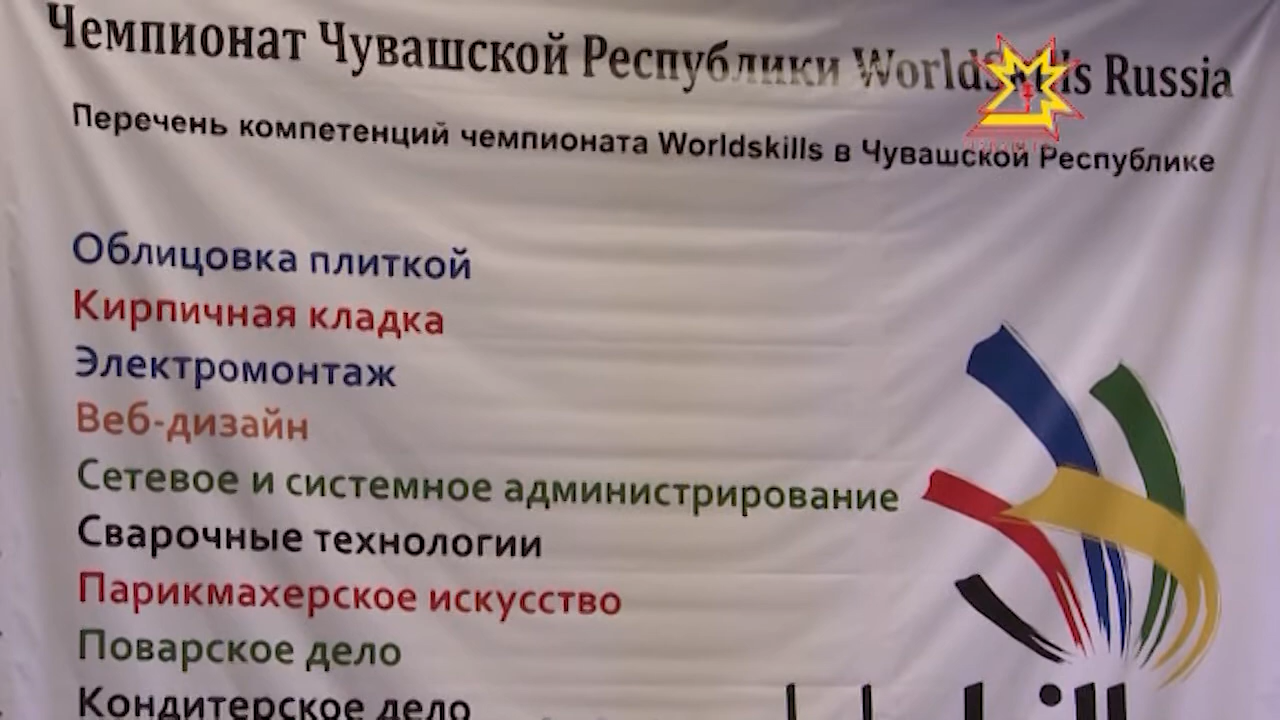 Чемпионат Чувашской Республики WorldSkills Russia
Перечень компетенций чемпионата Worldskills в Чувашской Республике
Облицовка плиткой
Кирпичная кладка
Электромонтаж
Веб-дизайн
Сетевое и системное администрирование
Сварочные технологии
Парикмахерское искусство
Поварское дело
Кондитерское дело